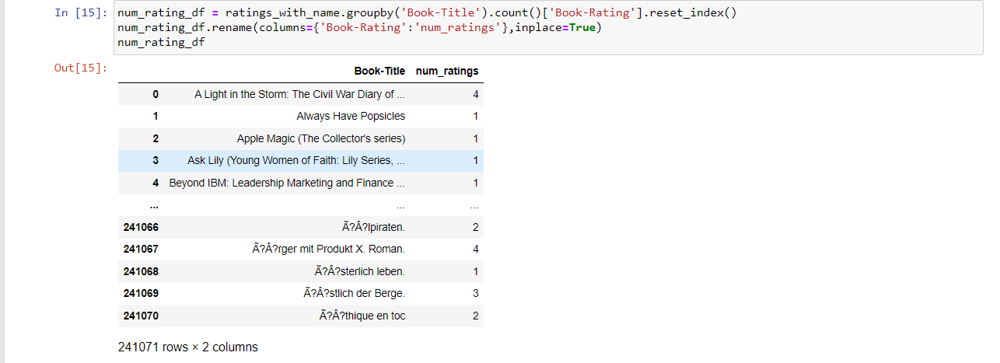 In [15]: num_rating_df = ratings_with_name.groupby('Book-Title').count()['Book-Rating'].reset_index()
num_rating_df.rename(columns={'Book-Rating':'num_ratings'},inplace=True)
num_rating_df
Out[15]:
Book-Title num_ratings
0 A Light in the Storm: The Civil War Diary of ... 4
1 Always Have Popsicles 1
2 Apple Magic (The Collector's series) 1
3 Ask Lily (Young Women of Faith: Lily Series, ... 1
4 Beyond IBM: Leadership Marketing and Finance ... 1
... ... ...
241066 Ã?Â?lpiraten. 2
241067 Ã?Â?rger mit Produkt X. Roman. 4
241068 Ã?Â?sterlich leben. 1
241069 Ã?Â?stlich der Berge. 3
241070 Ã?Â?thique en toc 2
241071 rows × 2 columns